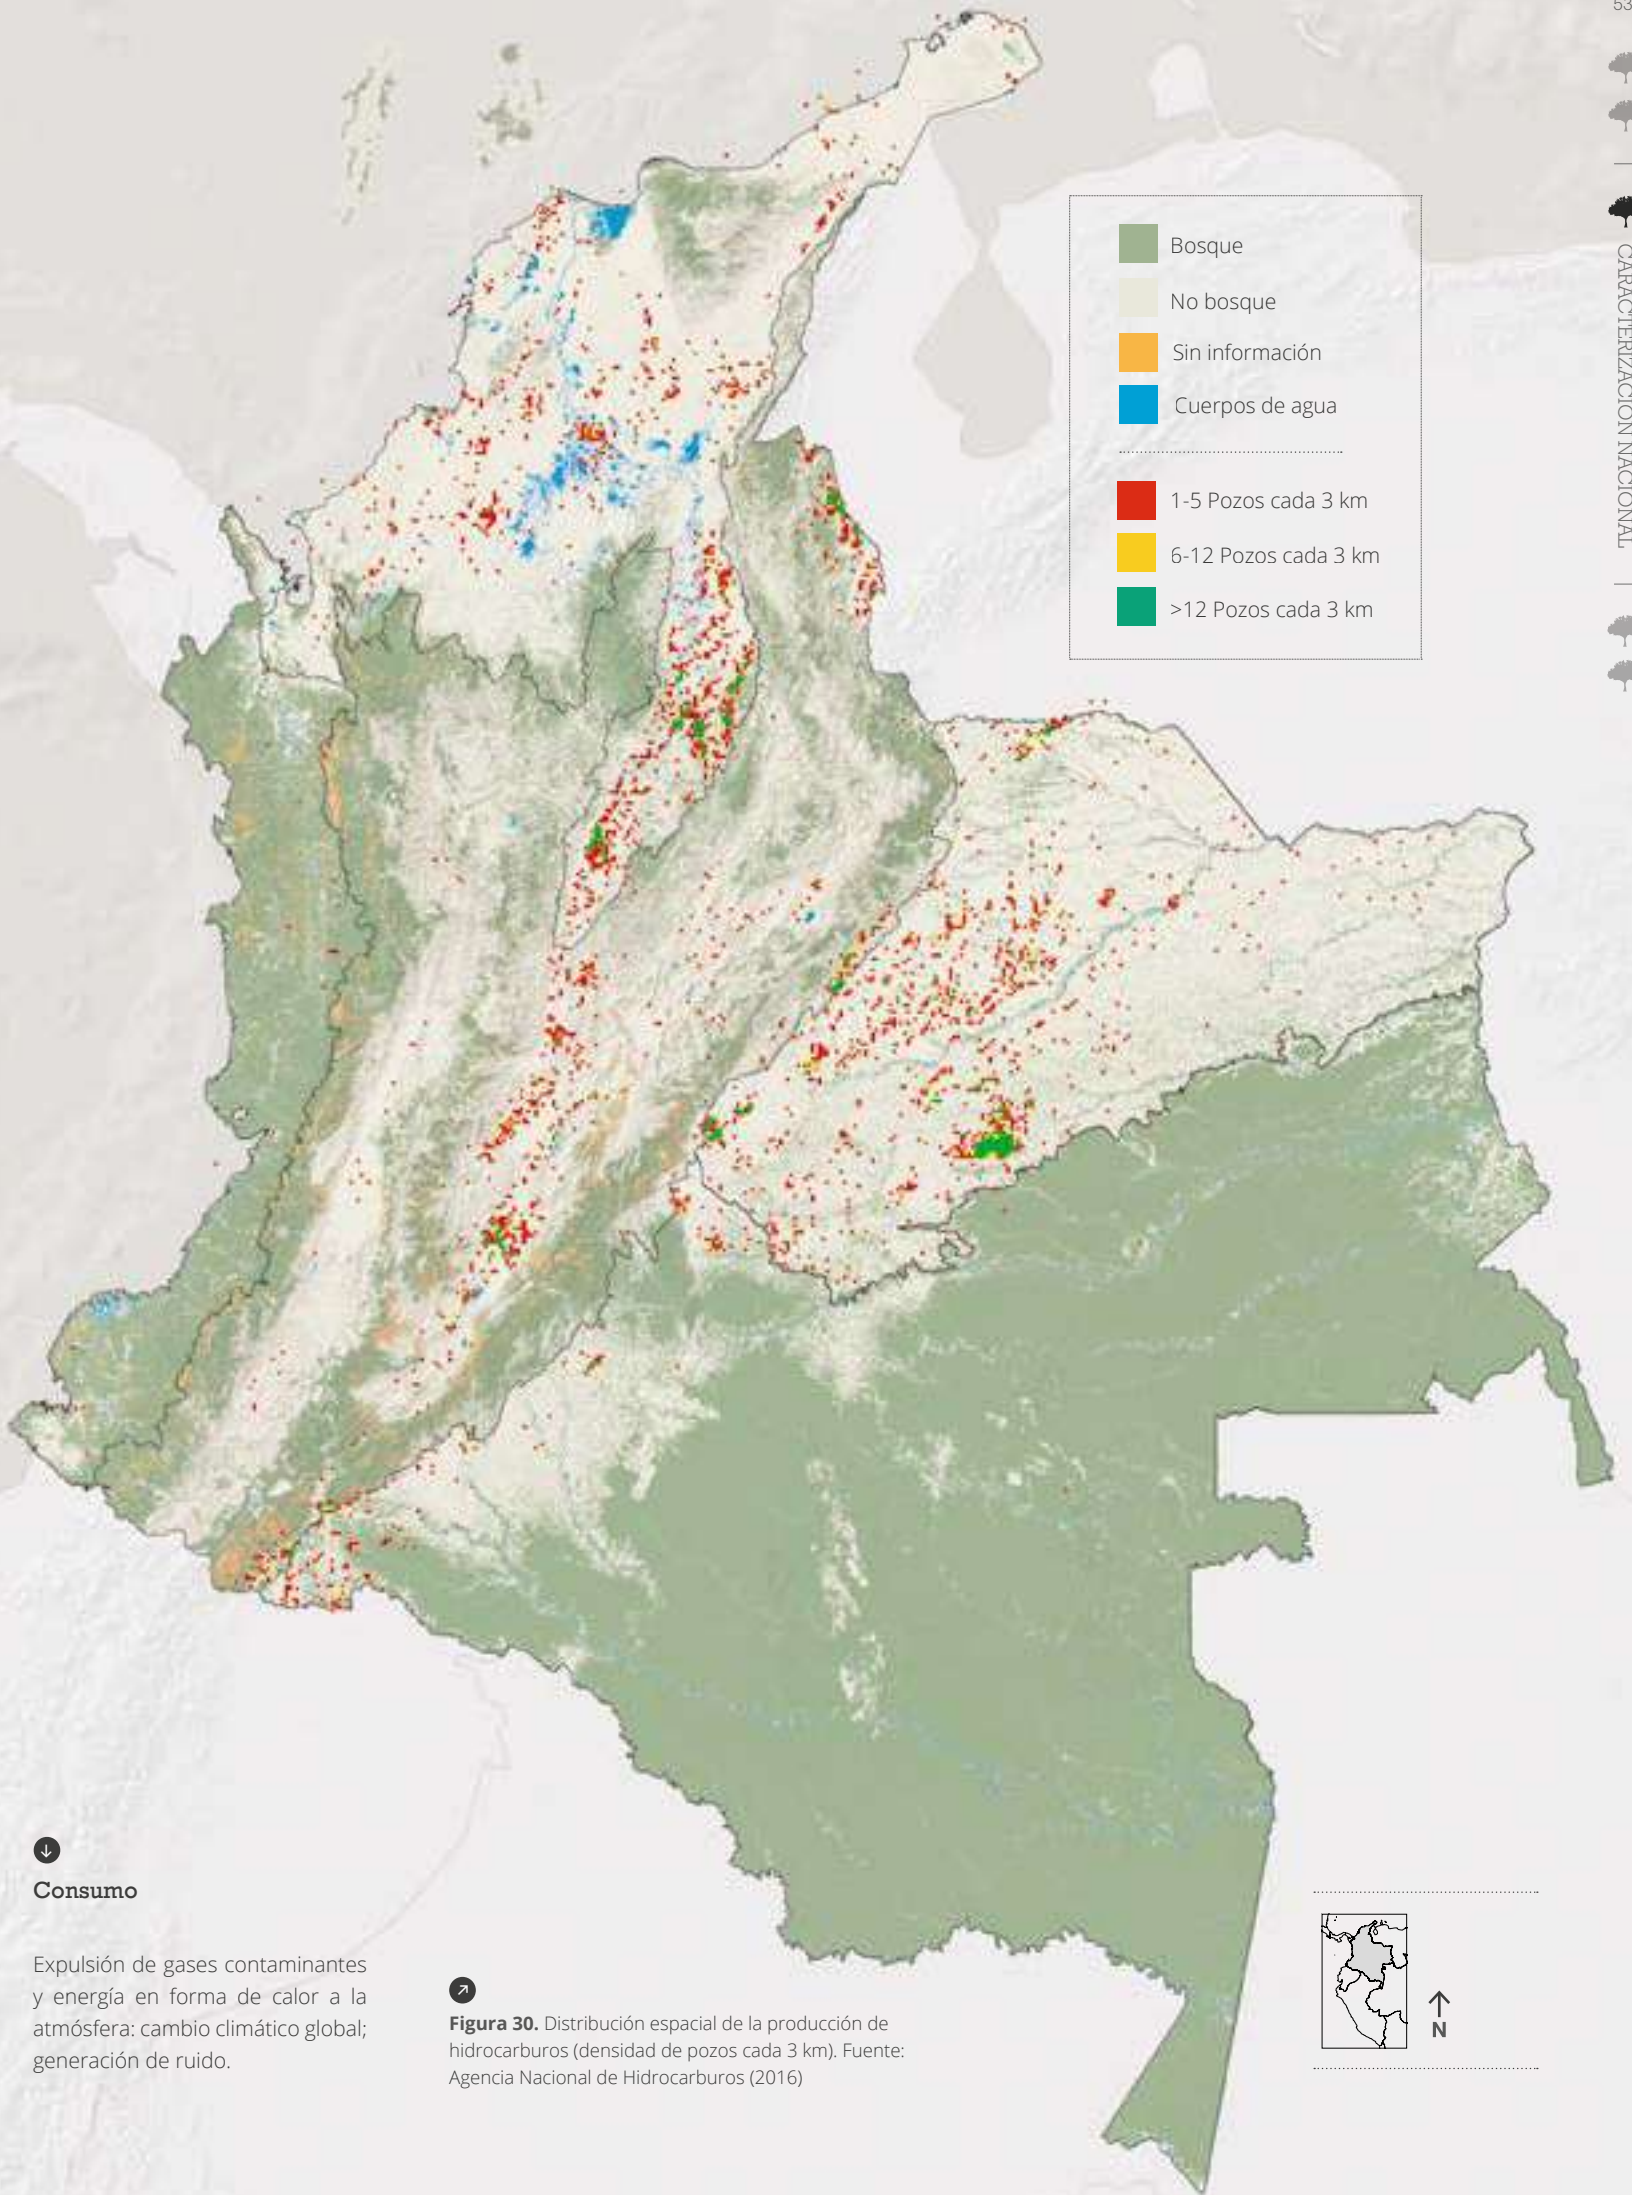 53
CARACTERIZACIÓN NACIONAL
Bosque
No bosque
Sin información
Cuerpos de agua
1-5 Pozos cada 3 km
6-12 Pozos cada 3 km
>12 Pozos cada 3 km
Consumo
Expulsión de gases contaminantes
y energía en forma de calor a la
atmósfera: cambio climático global;
generación de ruido.
Figura 30. Distribución espacial de la producción de
hidrocarburos (densidad de pozos cada 3 km). Fuente:
Agencia Nacional de Hidrocarburos (2016)
N